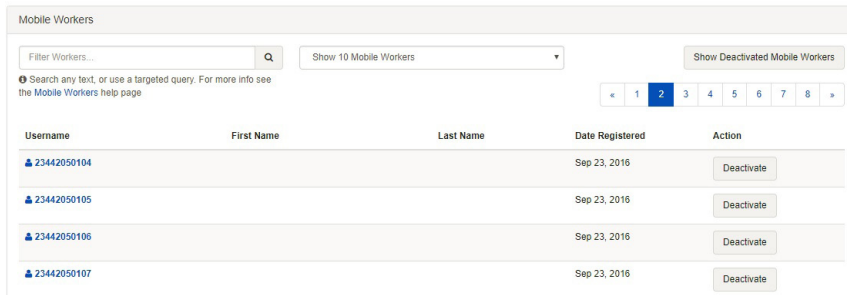 Mobile Workers
Filter Workers...
Show 10 Mobile Workers
Show Deactivated Mobile Workers
Search any text, or use a targeted query. For more info see
the Mobile Workers help page
« 1 2 3 4 5 6 7 8 »
Username First Name Last Name Date Registered Action
23442050104 Sep 23, 2016 Deactivate
23442050105 Sep 23, 2016 Deactivate
23442050106 Sep 23, 2016 Deactivate
23442050107 Sep 23, 2016 Deactivate